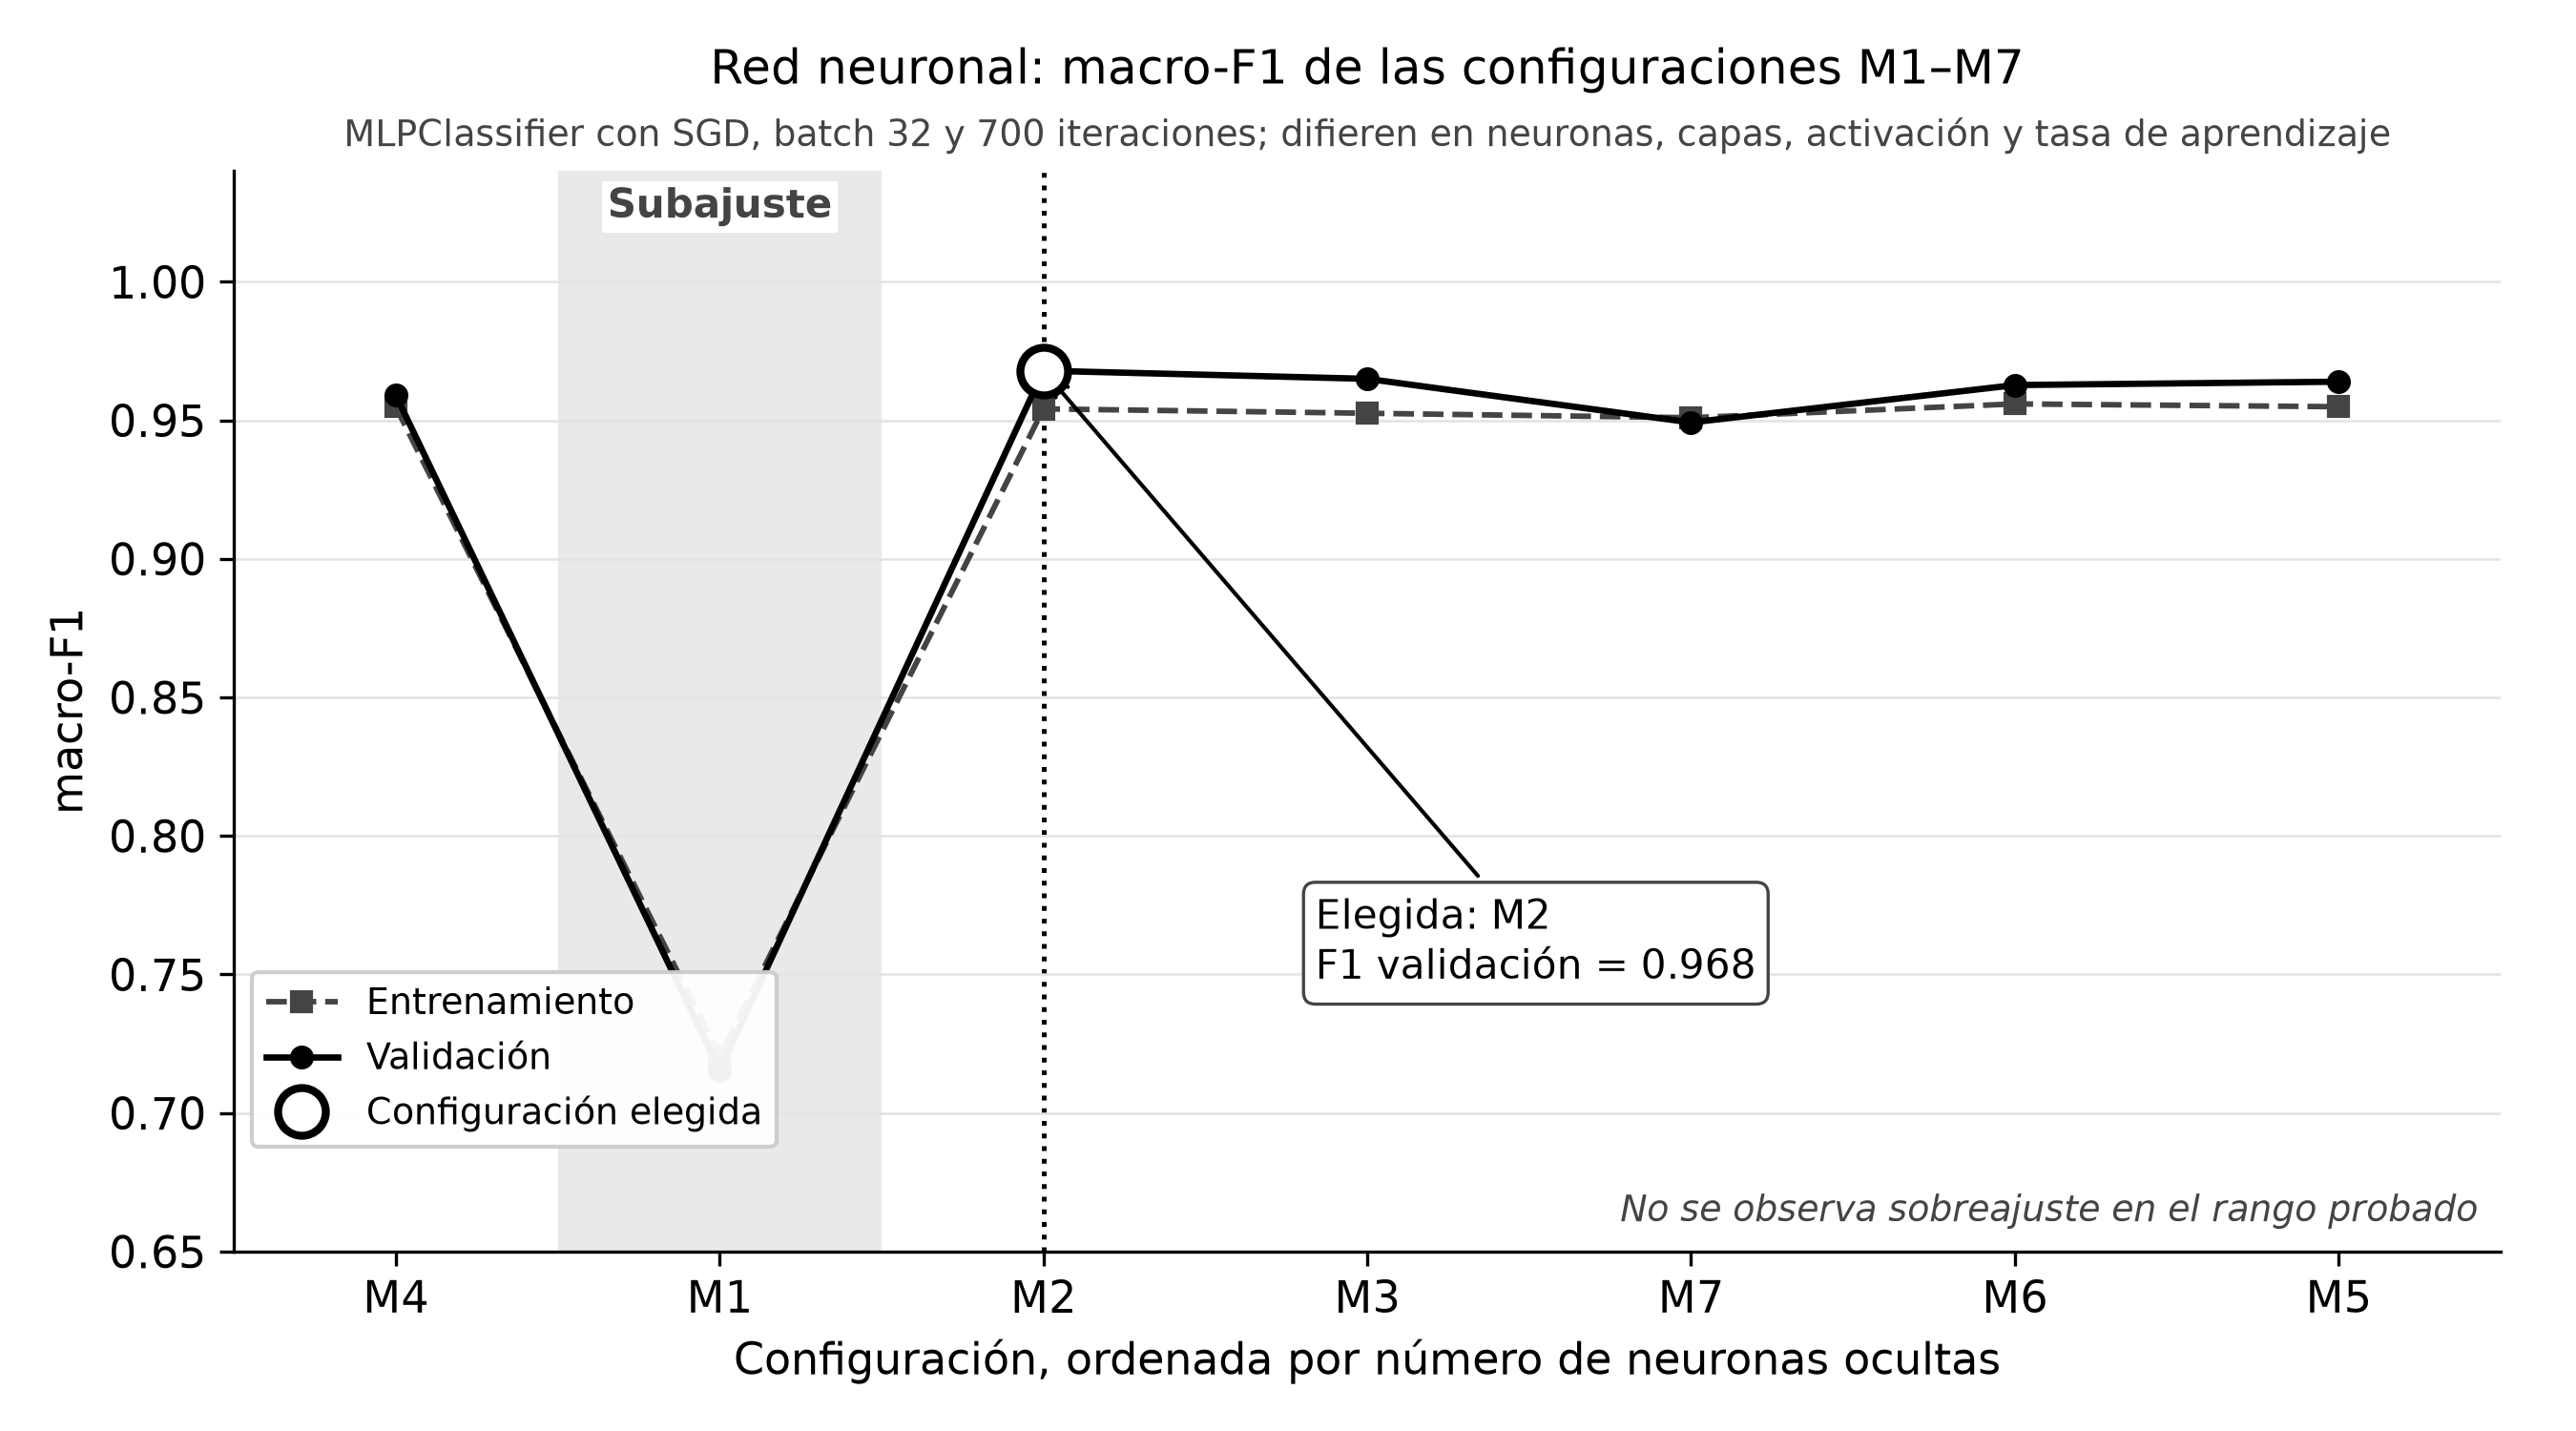 Red neuronal: macro-F1 de las configuraciones M1–M7
MLPClassifier con SGD, batch 32 y 700 iteraciones; difieren en neuronas, capas, activación y tasa de aprendizaje
Subajuste
1.00
0.95
0.90
0.85
0.80
0.75
0.70
0.65
macro-F1
Elegida: M2
F1 validación = 0.968
Entrenamiento
Validación
Configuración elegida
No se observa sobreajuste en el rango probado
M4 M1 M2 M3 M7 M6 M5
Configuración, ordenada por número de neuronas ocultas